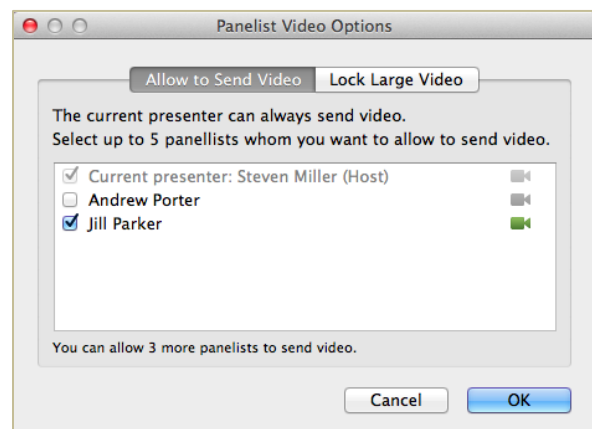 Panelist Video Options
Allow to Send Video Lock Large Video
The current presenter can always send video.
Select up to 5 panellists whom you want to allow to send video.
Current presenter: Steven Miller (Host)
Andrew Porter
Jill Parker
You can allow 3 more panelists to send video.
Cancel OK